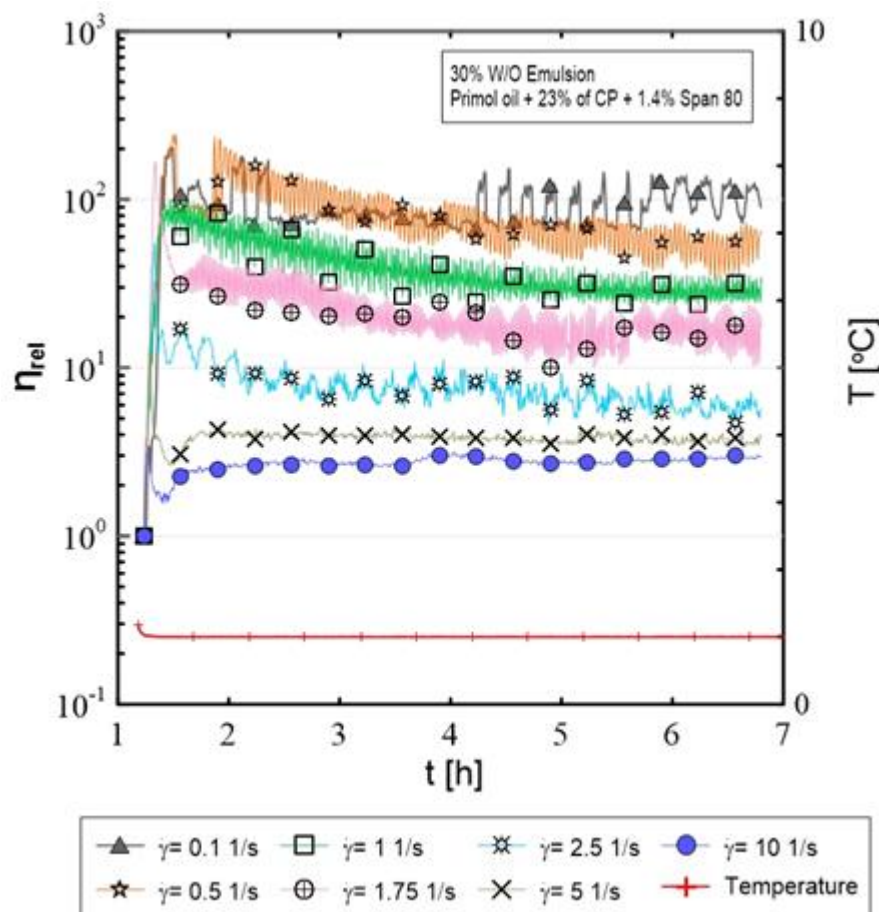 10³
10
30% W/O Emulsion
Primol oil + 23% of CP + 1.4% Span 80
10²
10¹
10⁰
10⁻¹
0
η_rel
T [°C]
1 2 3 4 5 6 7
t [h]
γ̇= 0.1 1/s γ̇= 1 1/s γ̇= 2.5 1/s γ̇= 10 1/s
γ̇= 0.5 1/s γ̇= 1.75 1/s γ̇= 5 1/s Temperature